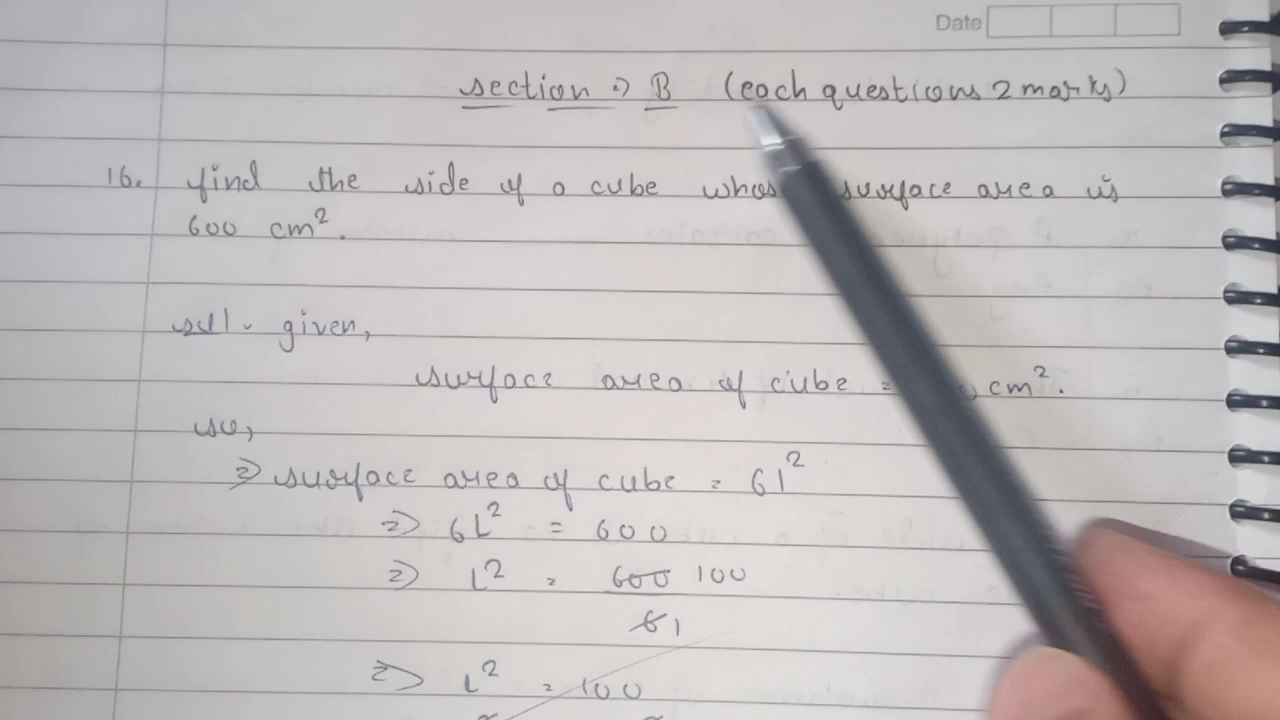 Date
section => B (each questions 2 marks)
16. find the side of a cube surface area is
600 cm².
sol. given,
surface area of cube = cm².
so,
=> surface area of cube = 6l²
=> 6L² = 600
=> L² = 600 100
6 1
=> L² = 100